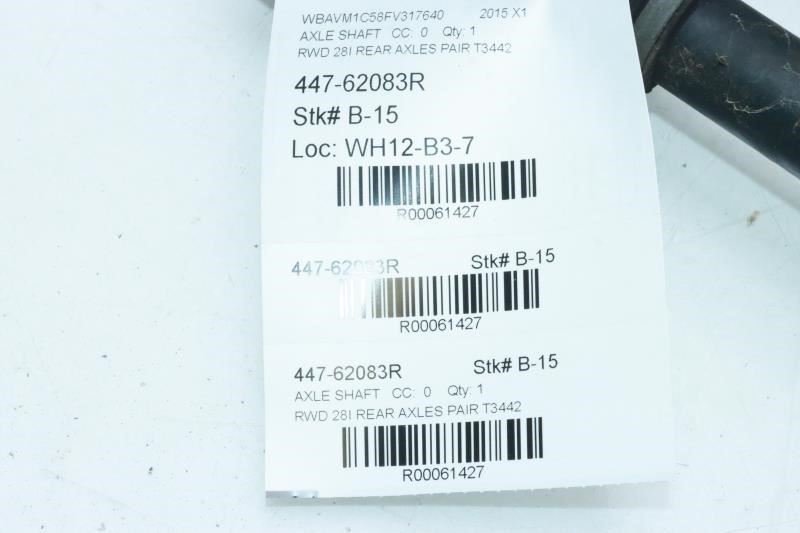 WBAVM1C58FV317640 2015 X1
AXLE SHAFT CC: 0 Qty: 1
RWD 28I REAR AXLES PAIR T3442
447-62083R
Stk# B-15
Loc: WH12-B3-7
R00061427
447-62083R Stk# B-15
R00061427
447-62083R Stk# B-15
AXLE SHAFT CC: 0 Qty: 1
RWD 28I REAR AXLES PAIR T3442
R00061427